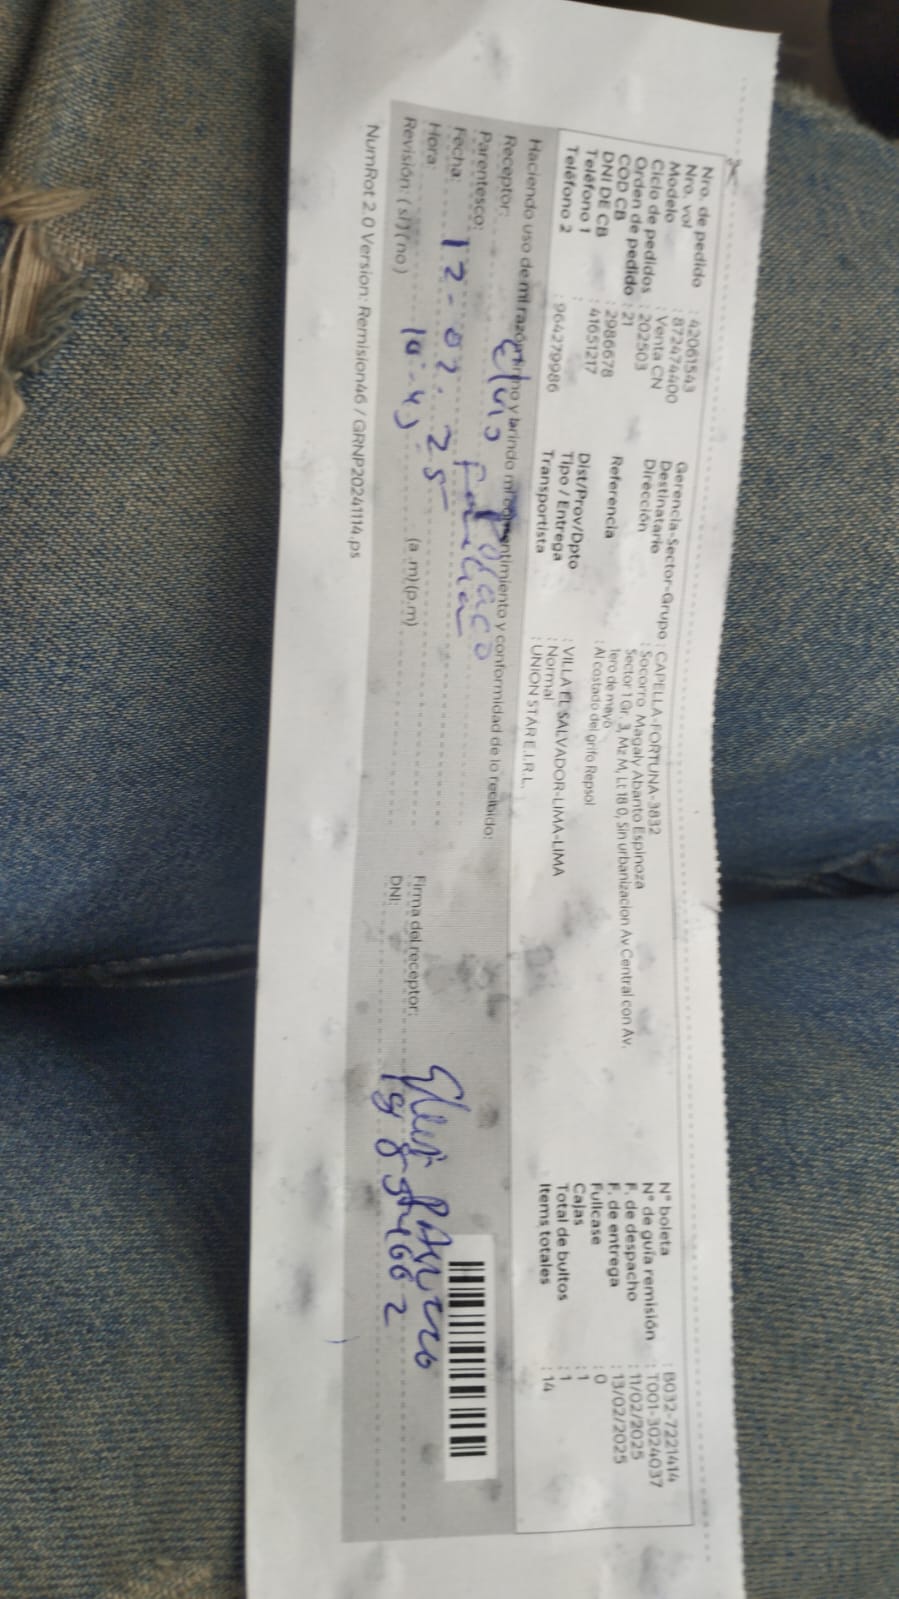 Nro. de pedido : 42061543
Nro. vol : 872474400
Modelo : Venta CN
Ciclo de pedidos : 202503
Orden de pedido : 21
COD CB : 2986678
DNI DE CB : 41651217
Teléfono 1 :
Teléfono 2 : 964279986
Gerencia-Sector-Grupo : CAPELLA-FORTUNA-3832
Destinatario : Socorro Magaly Abanto Espinoza
Dirección Sector 1 Gr. 3, Mz M, Lt 18 0, Sin urbanizacion Av Central con Av.
1ero de mayo
Referencia : Al costado del grifo Repsol
Dist/Prov/Dpto : VILLA EL SALVADOR-LIMA-LIMA
Tipo / Entrega : Normal
Transportista : UNION STAR E.I.R.L.
N° boleta : B032-7221414
N° de guía remisión : T001-3024037
F. de despacho : 11/02/2025
F. de entrega : 13/02/2025
Fullcase : 0
Cajas : 1
Total de bultos : 1
Items totales : 14
Haciendo uso de mi razón y brindo mi consentimiento y conformidad de lo recibido:
Receptor:
Parentesco:
Fecha: 12-02-25
Hora: 10:45 (a .m) (p.m)
Revisión: (si) (no)
Firma del receptor:
DNI:
NumRot 2.0 Version: Remision46 / GRNP20241114.ps